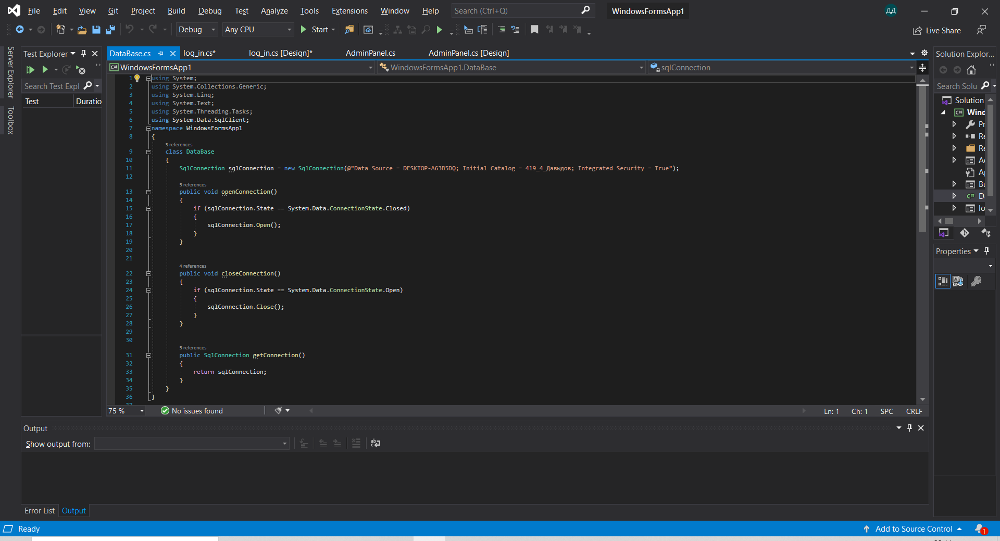 File Edit View Git Project Build Debug Test Analyze Tools Extensions Window Help Search (Ctrl+Q) WindowsFormsApp1 ДД
Debug Any CPU Start Live Share
Server Explorer
Toolbox
Test Explorer
Search Test Expl
Test Duratio
DataBase.cs log_in.cs* log_in.cs [Design]* AdminPanel.cs AdminPanel.cs [Design]
WindowsFormsApp1 WindowsFormsApp1.DataBase sqlConnection
1 using System;
2 using System.Collections.Generic;
3 using System.Linq;
4 using System.Text;
5 using System.Threading.Tasks;
6 using System.Data.SqlClient;
7 namespace WindowsFormsApp1
8 {
3 references
9 class DataBase
10 {
11 SqlConnection sqlConnection = new SqlConnection(@"Data Source = DESKTOP-A63B5DQ; Initial Catalog = 419_4_Давыдов; Integrated Security = True");
12
5 references
13 public void openConnection()
14 {
15 if (sqlConnection.State == System.Data.ConnectionState.Closed)
16 {
17 sqlConnection.Open();
18 }
19 }
20
21
4 references
22 public void closeConnection()
23 {
24 if (sqlConnection.State == System.Data.ConnectionState.Open)
25 {
26 sqlConnection.Close();
27 }
28 }
29
30
5 references
31 public SqlConnection getConnection()
32 {
33 return sqlConnection;
34 }
35 }
36 }
75 % No issues found Ln: 1 Ch: 1 SPC CRLF
Solution Explor...
Search Solu
Solution
C# Wind
Pr
Re
Re
Ac
Ap
Bu
C# D
lo
Properties
Output
Show output from:
Error List Output
Ready Add to Source Control 1